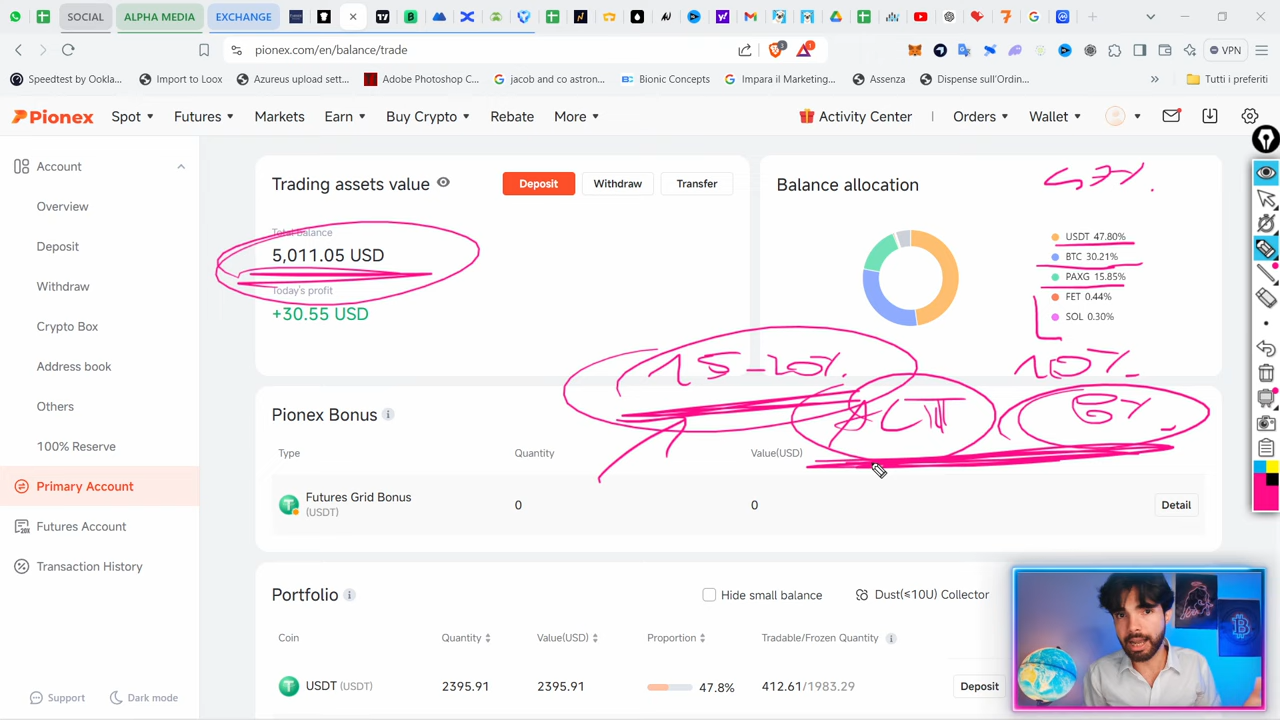 SOCIAL ALPHA MEDIA EXCHANGE
pionex.com/en/balance/trade VPN
Speedtest by Ookla... Import to Loox Azureus upload sett... Adobe Photoshop C... jacob and co astron... Bionic Concepts Impara il Marketing... Assenza Dispense sull'Ordin... » Tutti i preferiti
Pionex Spot Futures Markets Earn Buy Crypto Rebate More Activity Center Orders Wallet
Account
Overview
Deposit
Withdraw
Crypto Box
Address book
Others
100% Reserve
Primary Account
Futures Account
Transaction History
Support Dark mode
Trading assets value Deposit Withdraw Transfer
Total balance
5,011.05 USD
Today's profit
+30.55 USD
Balance allocation
USDT 47.80%
BTC 30.21%
PAXG 15.85%
FET 0.44%
SOL 0.30%
15-20%
10%
Pionex Bonus
Type Quantity Value(USD)
Futures Grid Bonus
(USDT)
0 0 Detail
Portfolio Hide small balance Dust(≤10U) Collector
Coin Quantity Value(USD) Proportion Tradable/Frozen Quantity
USDT (USDT) 2395.91 2395.91 47.8% 412.61/1983.29 Deposit